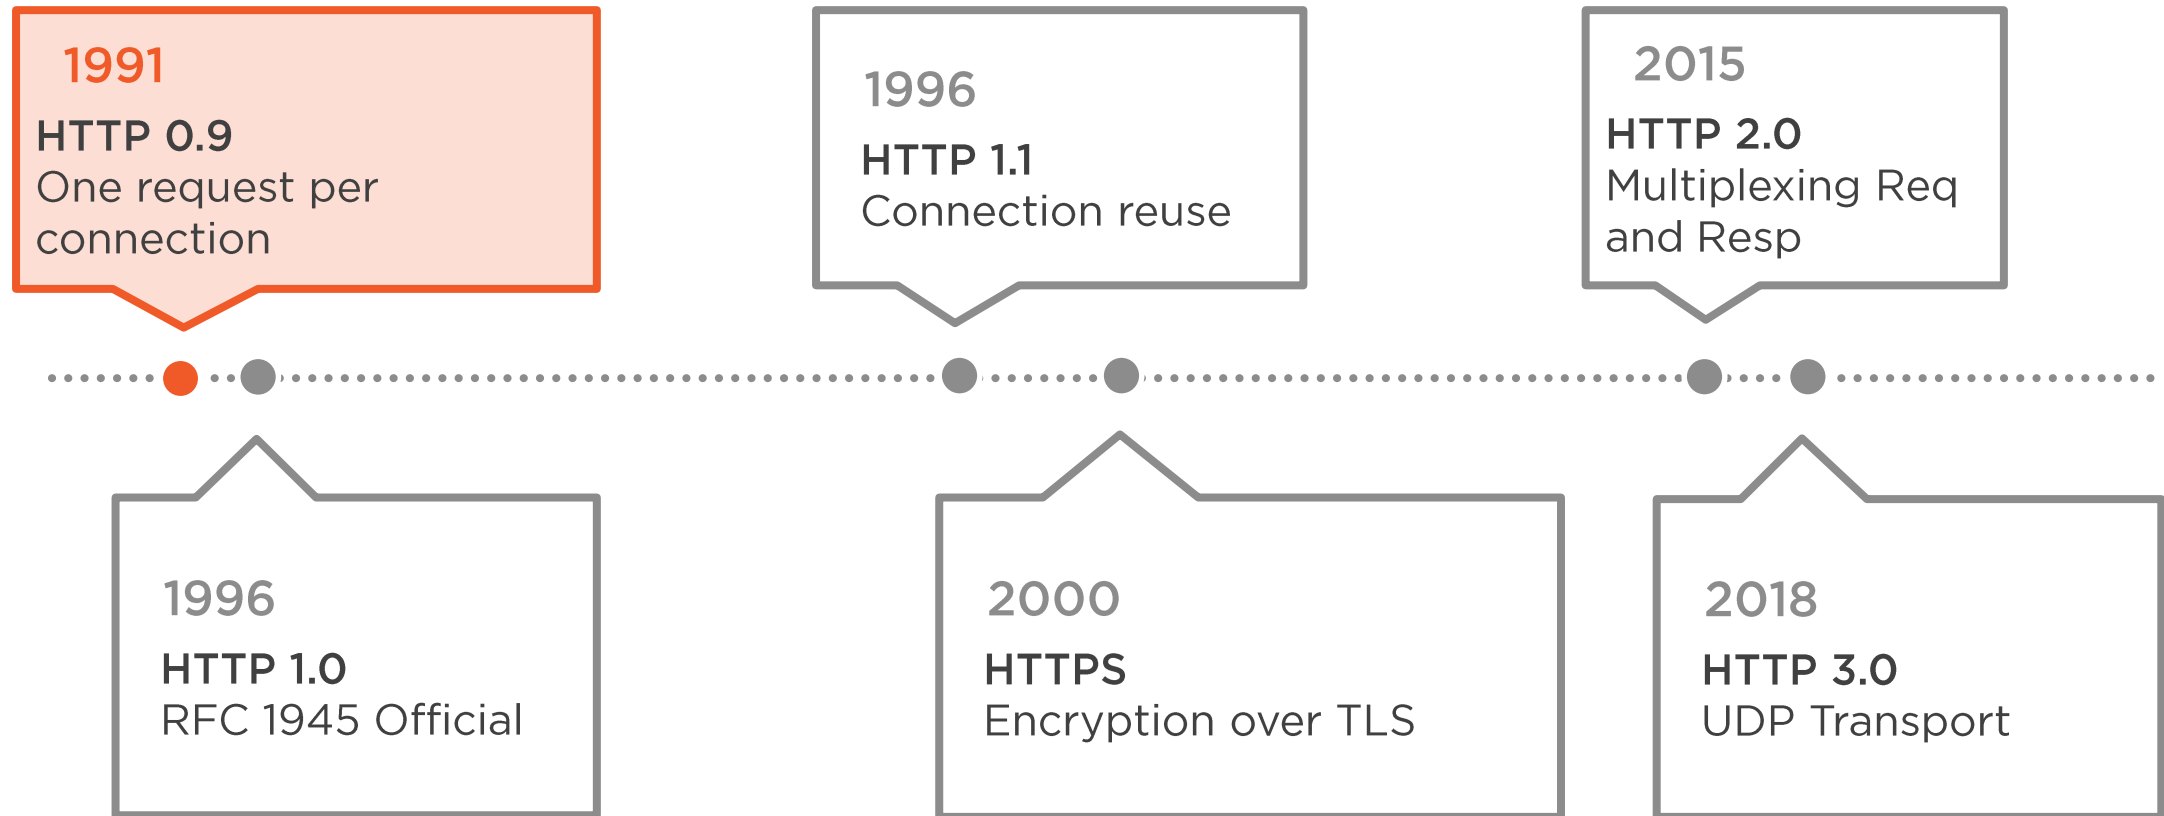 1991
HTTP 0.9
One request per
connection
1996
HTTP 1.1
Connection reuse
2015
HTTP 2.0
Multiplexing Req
and Resp
1996
HTTP 1.0
RFC 1945 Official
2000
HTTPS
Encryption over TLS
2018
HTTP 3.0
UDP Transport